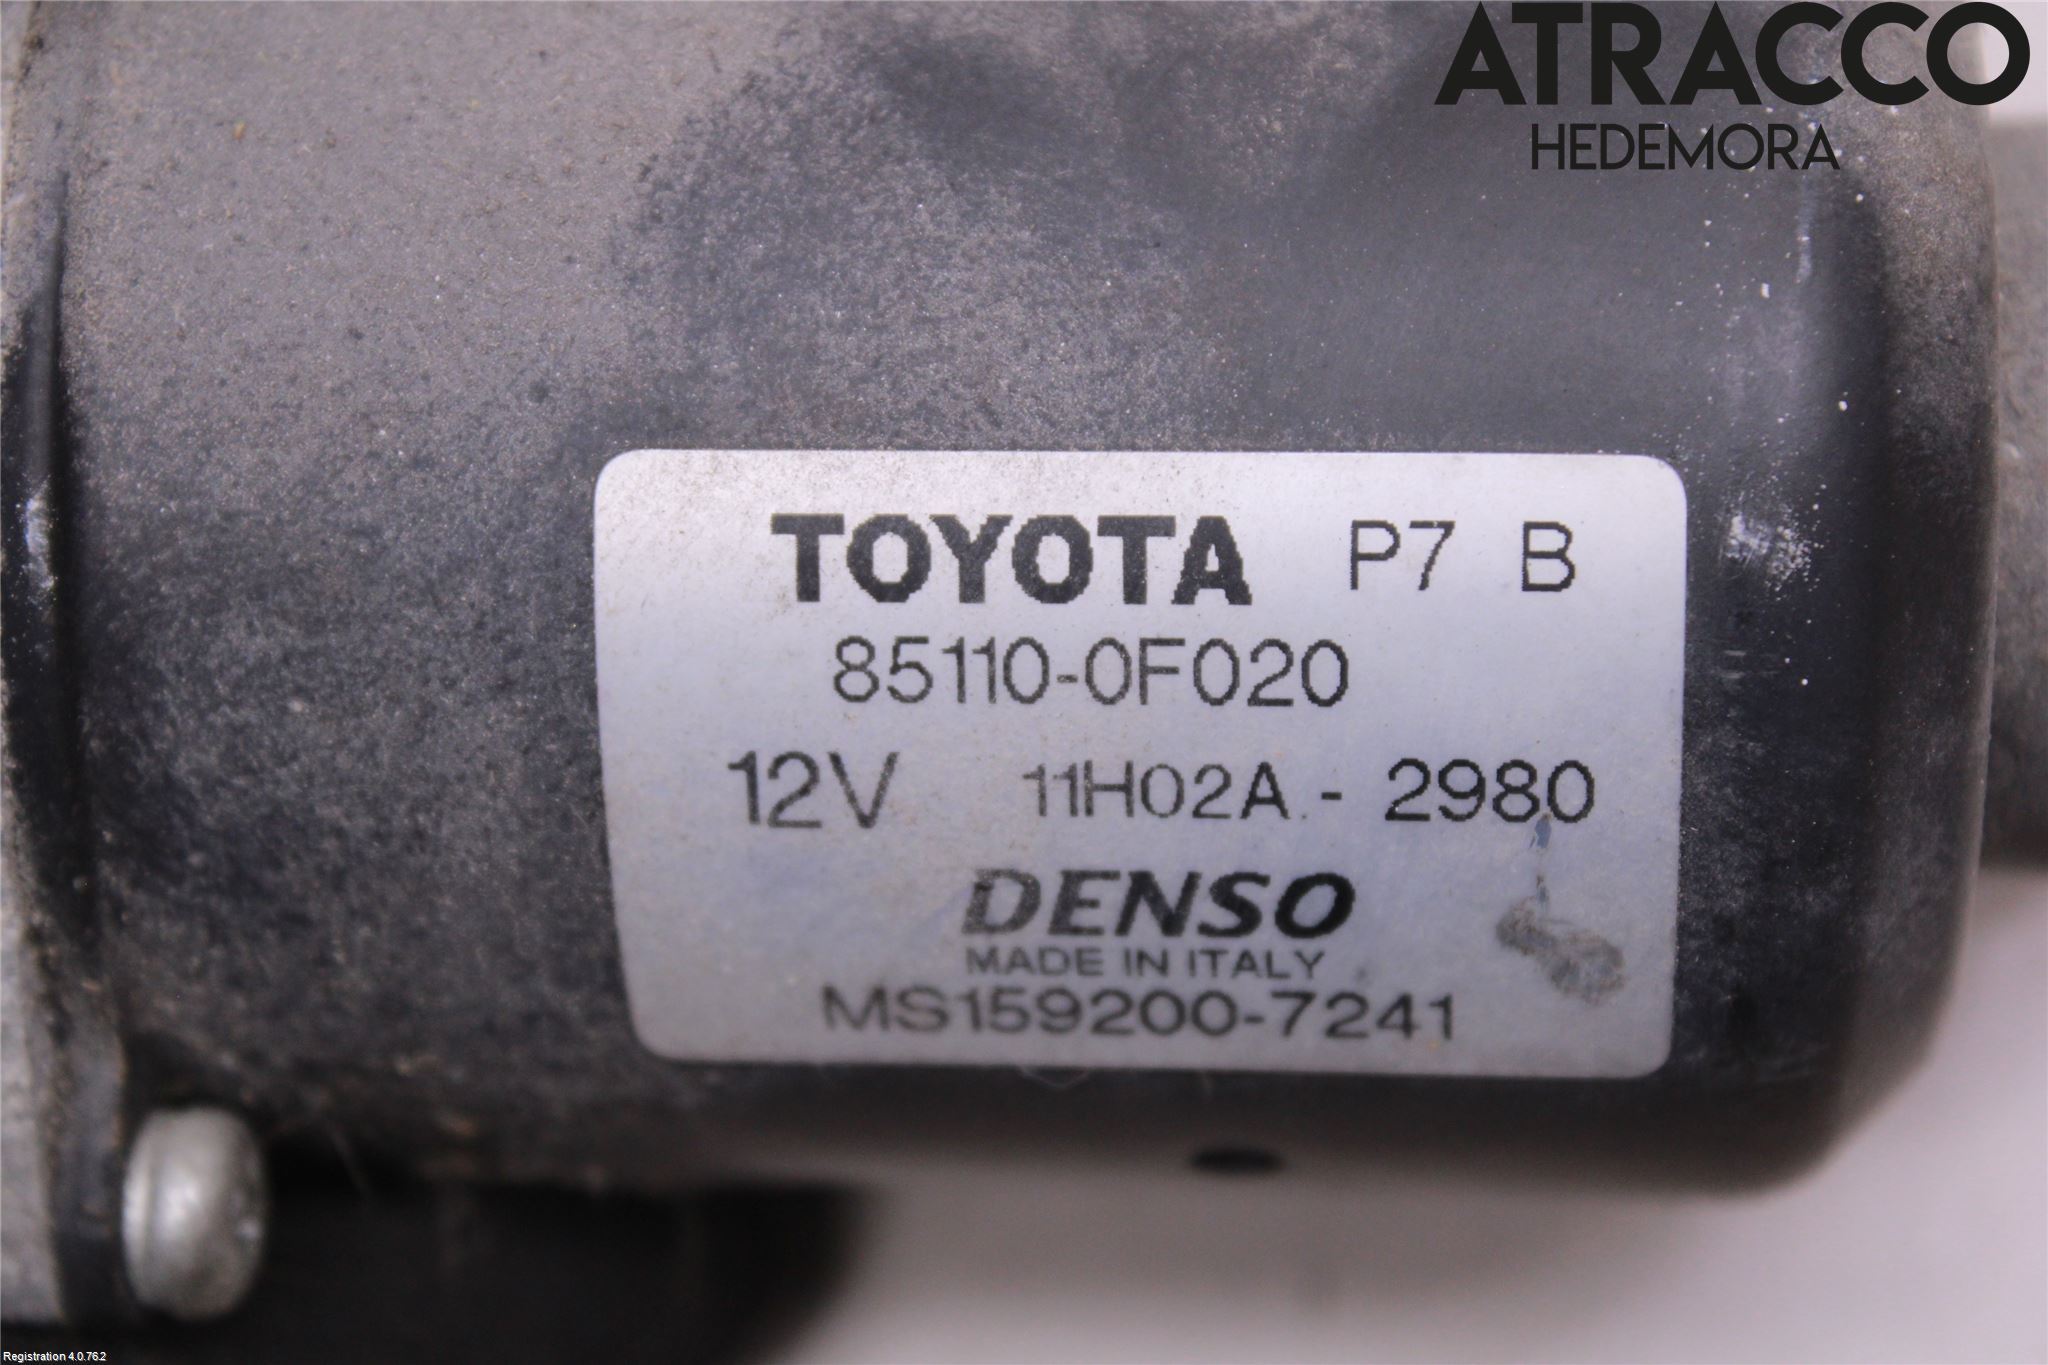 ATRACCO
HEDEMORA
TOYOTA P7 B
85110-0F020
12V 11H02A.- 2980
DENSO
MADE IN ITALY
MS159200-7241
Registration 4.0.76.2